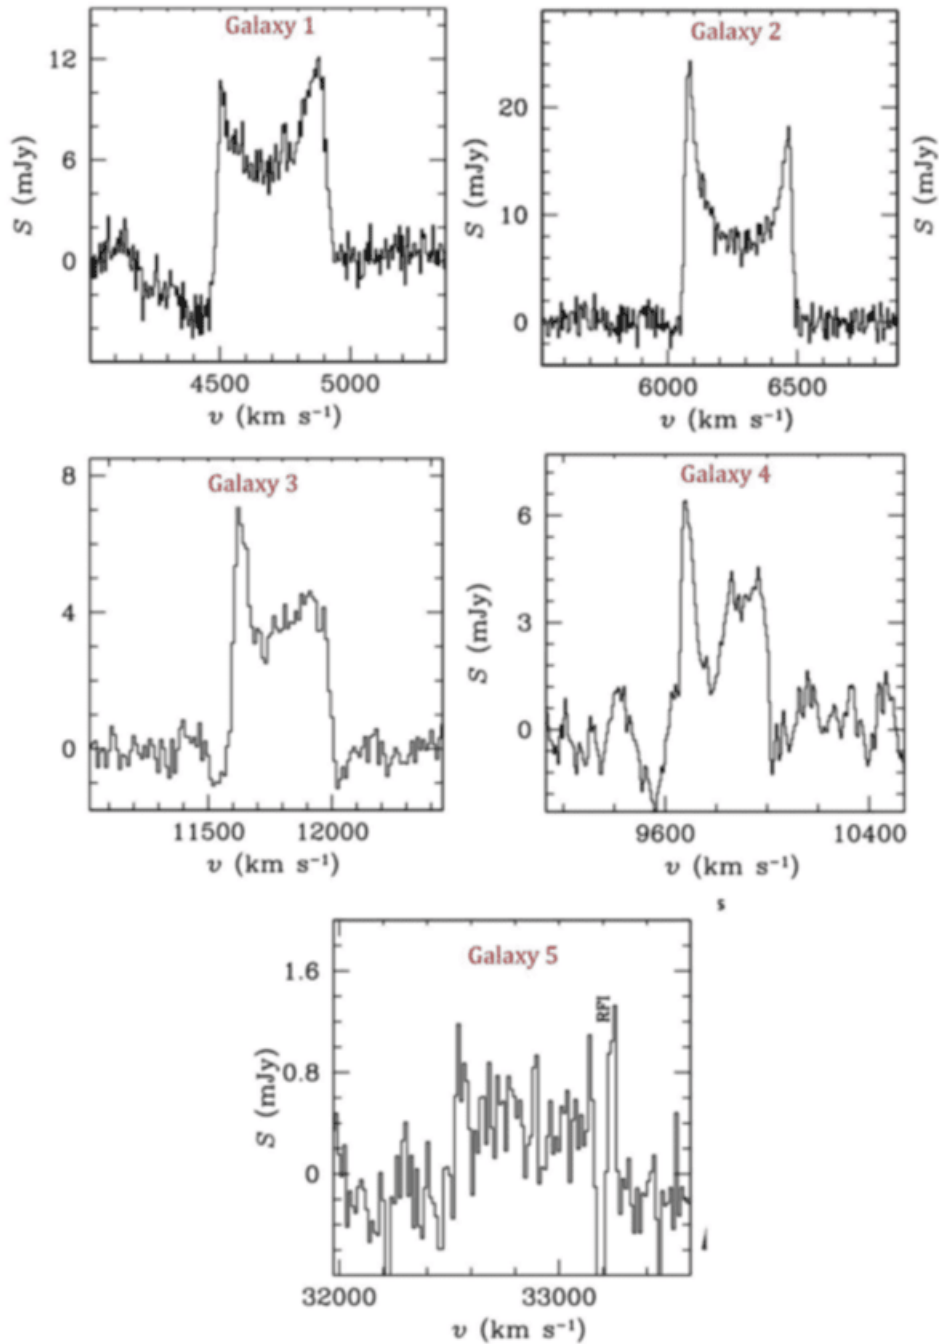 Galaxy 1
12
6
0
S (mJy)
4500 5000
υ (km s⁻¹)
Galaxy 2
20
10
0
S (mJy)
S (mJy)
6000 6500
υ (km s⁻¹)
Galaxy 3
8
4
0
S (mJy)
11500 12000
υ (km s⁻¹)
Galaxy 4
6
3
0
S (mJy)
9600 10400
υ (km s⁻¹)
s
Galaxy 5
RFI
1.6
0.8
0
S (mJy)
32000 33000
υ (km s⁻¹)